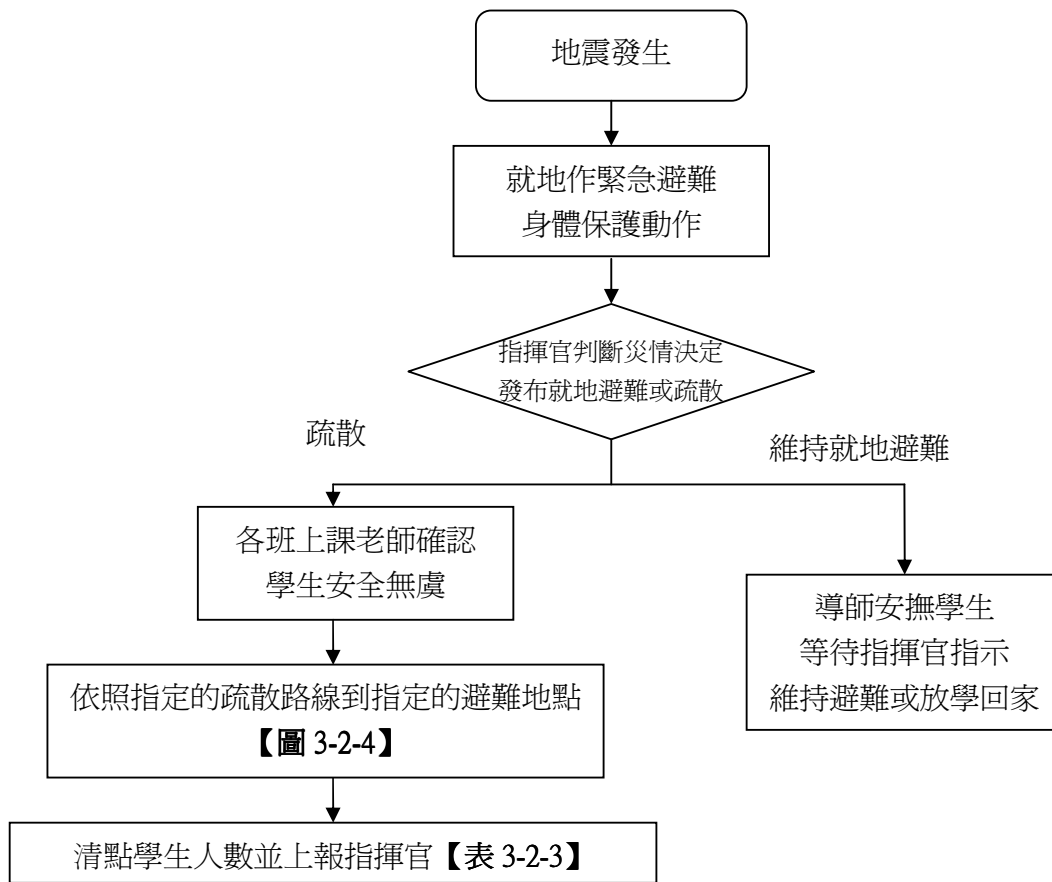 地震發生
就地作緊急避難
身體保護動作
指揮官判斷災情決定
發布就地避難或疏散
疏散
維持就地避難
各班上課老師確認
學生安全無虞
導師安撫學生
等待指揮官指示
維持避難或放學回家
依照指定的疏散路線到指定的避難地點
【圖 3-2-4】
清點學生人數並上報指揮官【表 3-2-3】